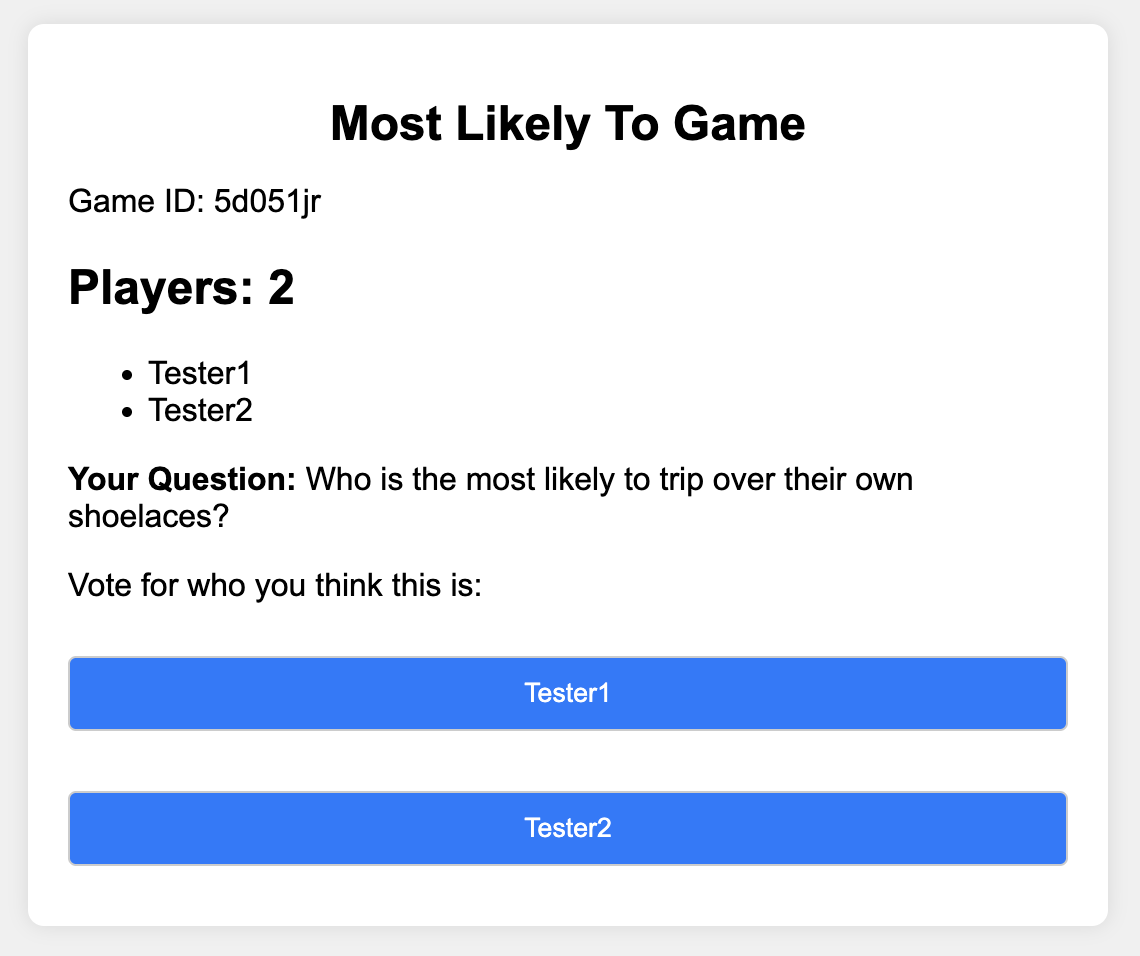 Most Likely To Game
Game ID: 5d051jr
Players: 2
• Tester1
• Tester2
Your Question: Who is the most likely to trip over their own
shoelaces?
Vote for who you think this is:
Tester1
Tester2